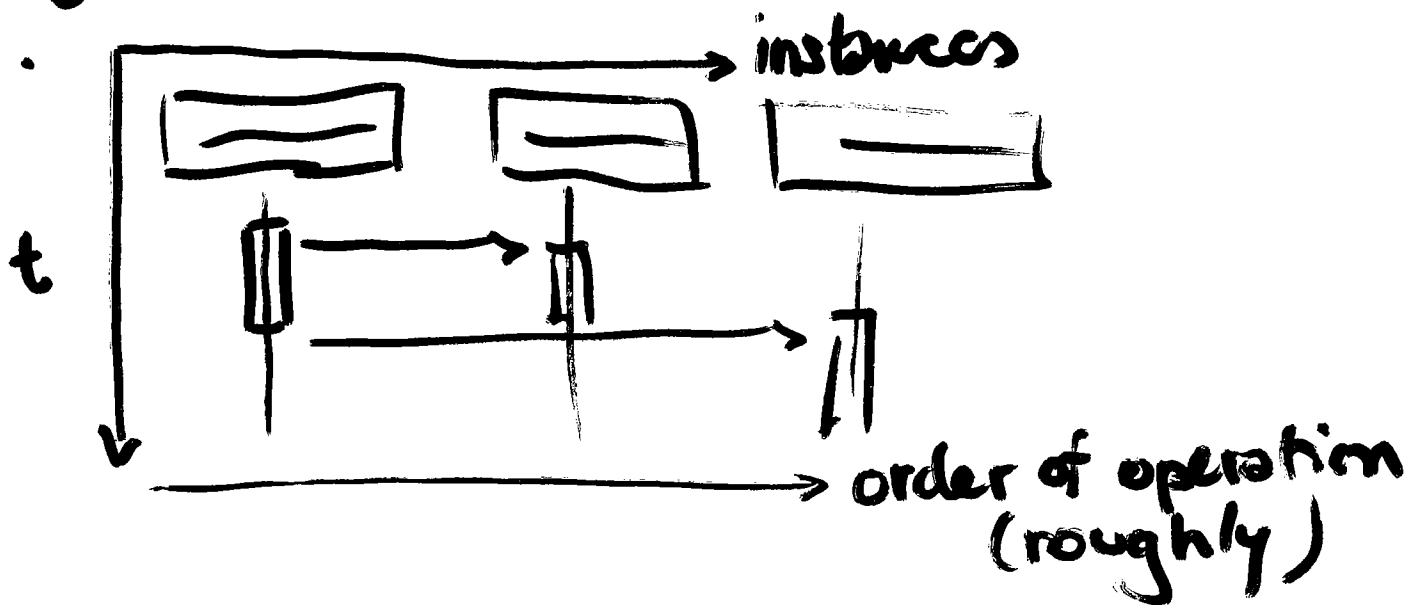 instances
t
order of operation
(roughly)